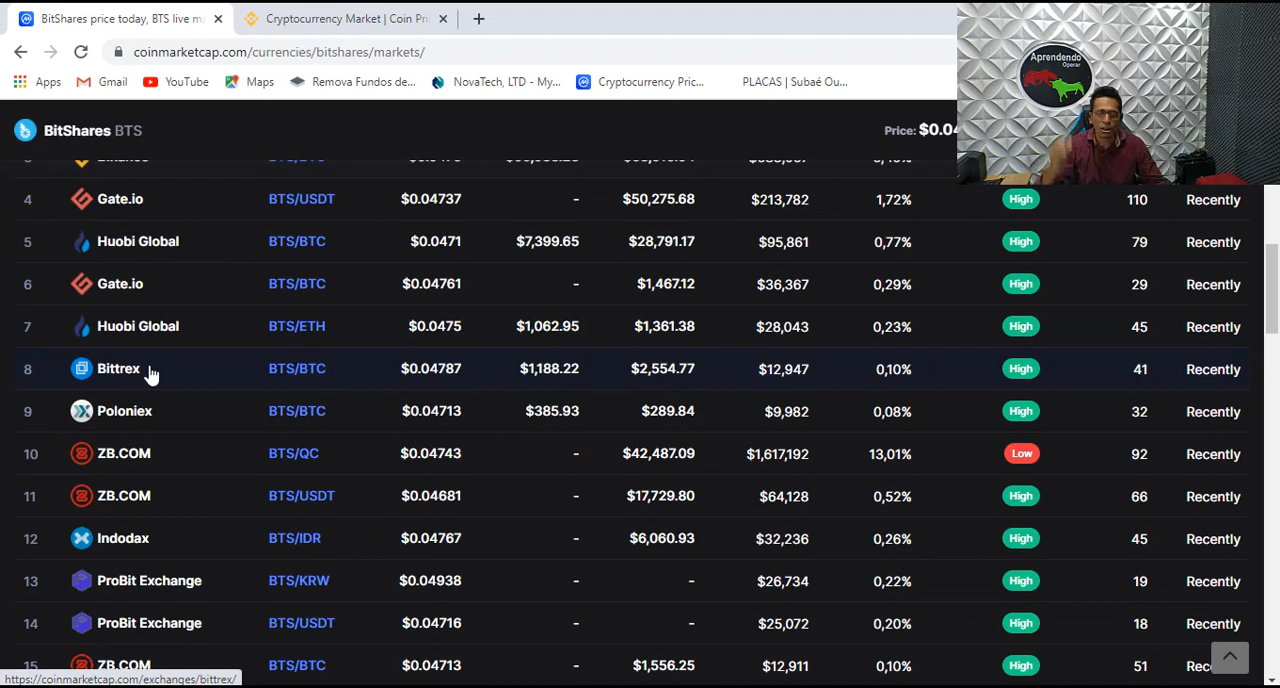 BitShares price today, BTS live ma
Cryptocurrency Market | Coin Pric
coinmarketcap.com/currencies/bitshares/markets/
Apps Gmail YouTube Maps Remova Fundos de... NovaTech, LTD - My... Cryptocurrency Pric... PLACAS | Subaé Ou...
Aprendendo
Operar
BitShares BTS Price: $0.04
4 Gate.io BTS/USDT $0.04737 - $50,275.68 $213,782 1,72% High 110 Recently
5 Huobi Global BTS/BTC $0.0471 $7,399.65 $28,791.17 $95,861 0,77% High 79 Recently
6 Gate.io BTS/BTC $0.04761 - $1,467.12 $36,367 0,29% High 29 Recently
7 Huobi Global BTS/ETH $0.0475 $1,062.95 $1,361.38 $28,043 0,23% High 45 Recently
8 Bittrex BTS/BTC $0.04787 $1,188.22 $2,554.77 $12,947 0,10% High 41 Recently
9 Poloniex BTS/BTC $0.04713 $385.93 $289.84 $9,982 0,08% High 32 Recently
10 ZB.COM BTS/QC $0.04743 - $42,487.09 $1,617,192 13,01% Low 92 Recently
11 ZB.COM BTS/USDT $0.04681 - $17,729.80 $64,128 0,52% High 66 Recently
12 Indodax BTS/IDR $0.04767 - $6,060.93 $32,236 0,26% High 45 Recently
13 ProBit Exchange BTS/KRW $0.04938 - - $26,734 0,22% High 19 Recently
14 ProBit Exchange BTS/USDT $0.04716 - - $25,072 0,20% High 18 Recently
15 ZB.COM BTS/BTC $0.04713 - $1,556.25 $12,911 0,10% High 51 Rec
https://coinmarketcap.com/exchanges/bittrex/